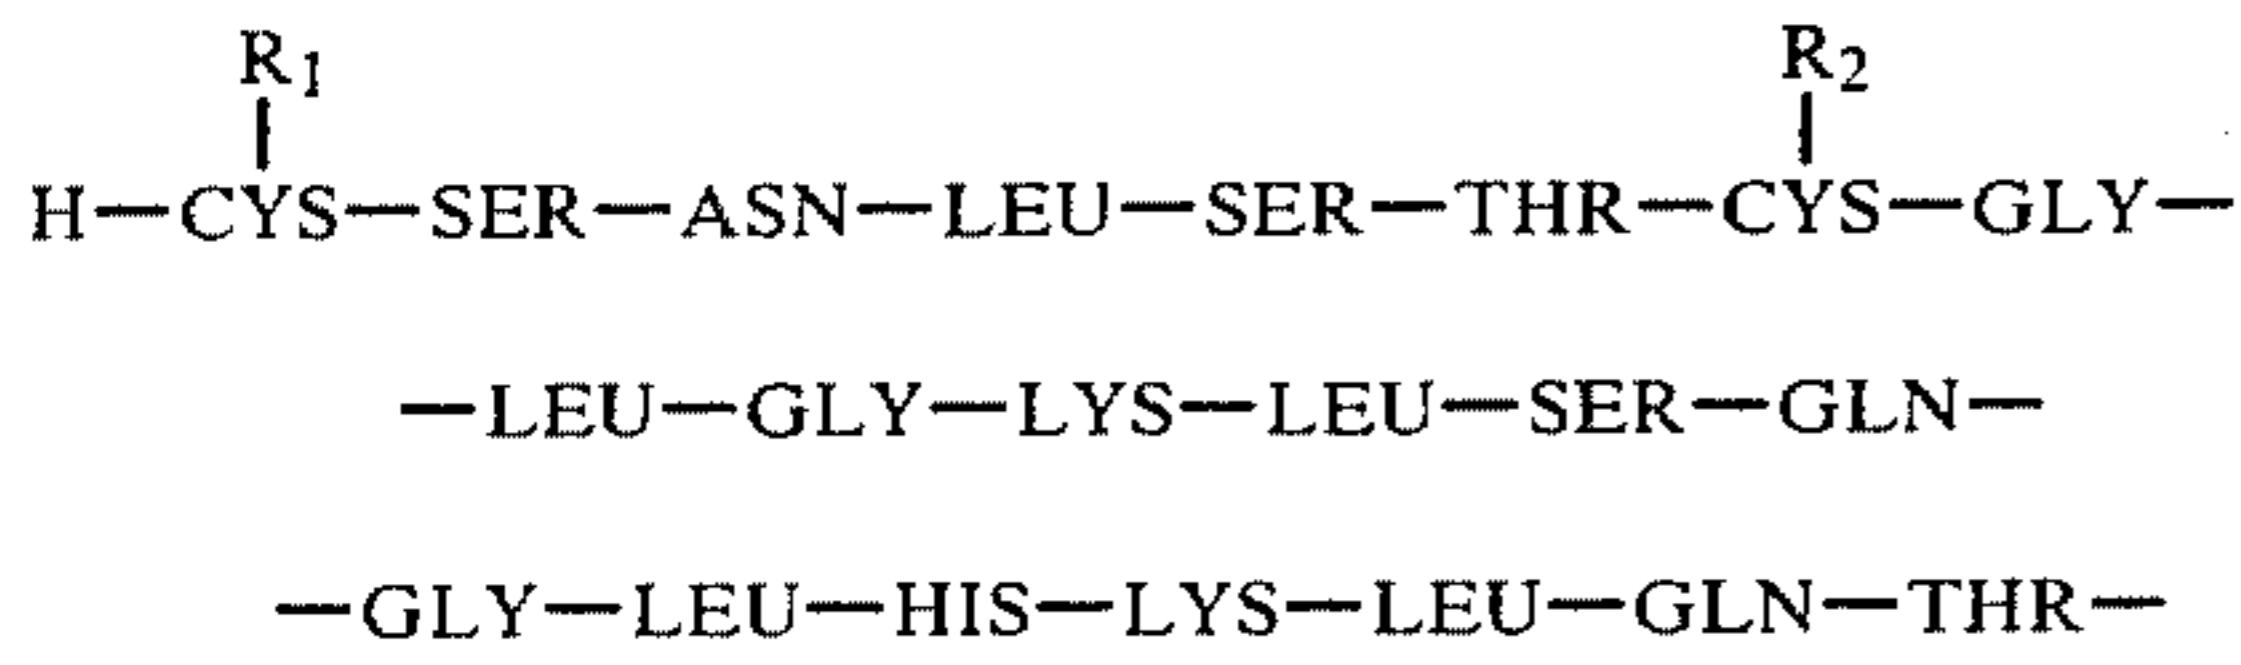 R1 R2
H—CYS—SER—ASN—LEU—SER—THR—CYS—GLY—
—LEU—GLY—LYS—LEU—SER—GLN—
—GLY—LEU—HIS—LYS—LEU—GLN—THR—